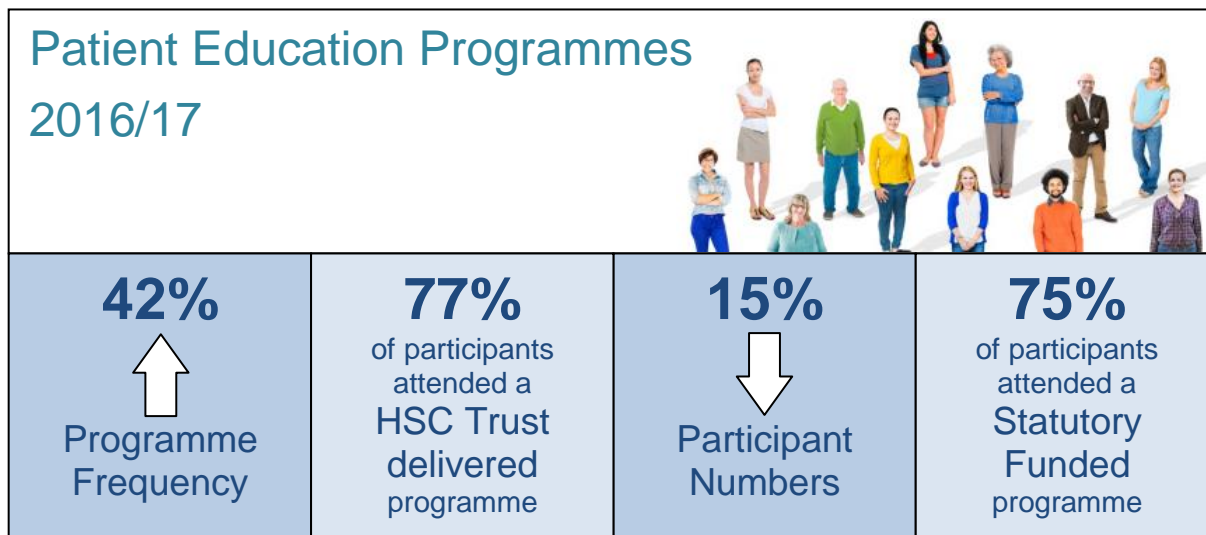 Patient Education Programmes
2016/17
42%
Programme
Frequency
77%
of participants
attended a
HSC Trust
delivered
programme
15%
Participant
Numbers
75%
of participants
attended a
Statutory
Funded
programme